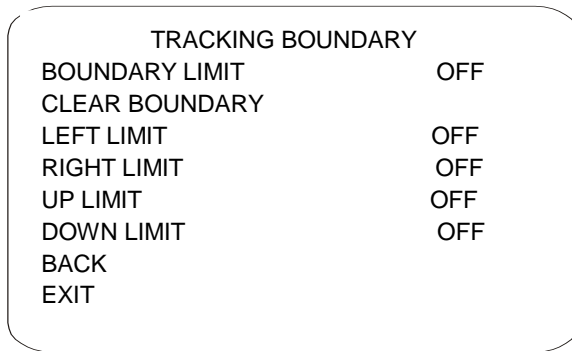 TRACKING BOUNDARY
BOUNDARY LIMIT OFF
CLEAR BOUNDARY
LEFT LIMIT OFF
RIGHT LIMIT OFF
UP LIMIT OFF
DOWN LIMIT OFF
BACK
EXIT